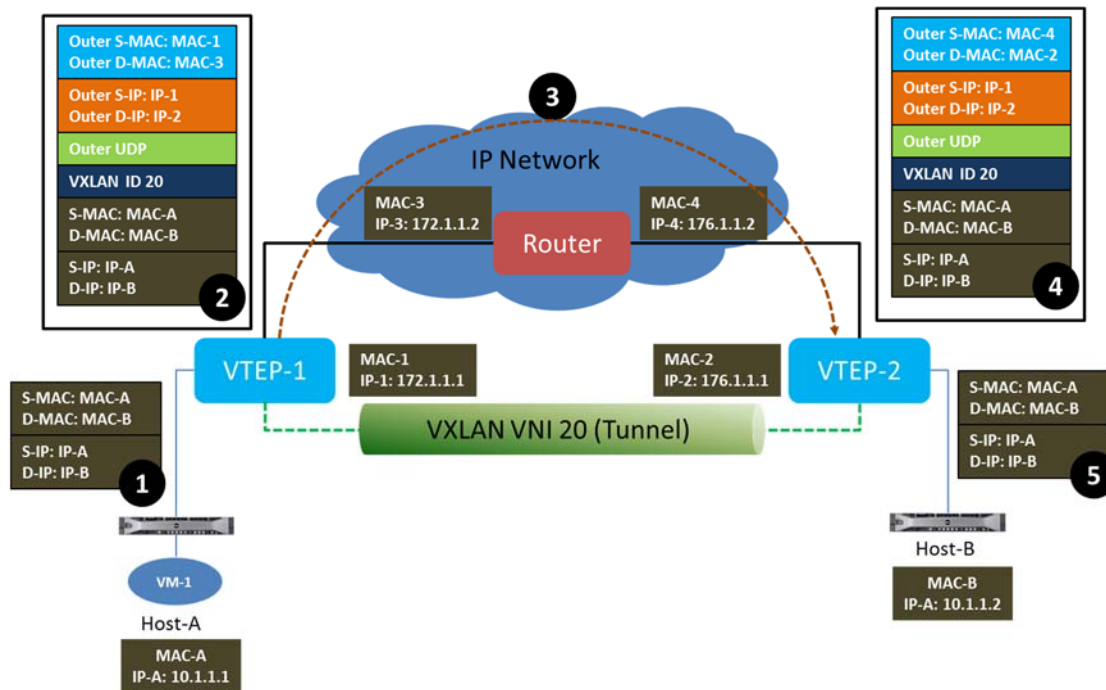 Outer S-MAC: MAC-1
Outer D-MAC: MAC-3
Outer S-IP: IP-1
Outer D-IP: IP-2
Outer UDP
VXLAN ID 20
S-MAC: MAC-A
D-MAC: MAC-B
S-IP: IP-A
D-IP: IP-B
2
3
IP Network
MAC-3
IP-3: 172.1.1.2
Router
MAC-4
IP-4: 176.1.1.2
Outer S-MAC: MAC-4
Outer D-MAC: MAC-2
Outer S-IP: IP-1
Outer D-IP: IP-2
Outer UDP
VXLAN ID 20
S-MAC: MAC-A
D-MAC: MAC-B
S-IP: IP-A
D-IP: IP-B
4
VTEP-1
MAC-1
IP-1: 172.1.1.1
MAC-2
IP-2: 176.1.1.1
VTEP-2
VXLAN VNI 20 (Tunnel)
S-MAC: MAC-A
D-MAC: MAC-B
S-IP: IP-A
D-IP: IP-B
1
S-MAC: MAC-A
D-MAC: MAC-B
S-IP: IP-A
D-IP: IP-B
5
VM-1
Host-A
MAC-A
IP-A: 10.1.1.1
Host-B
MAC-B
IP-A: 10.1.1.2